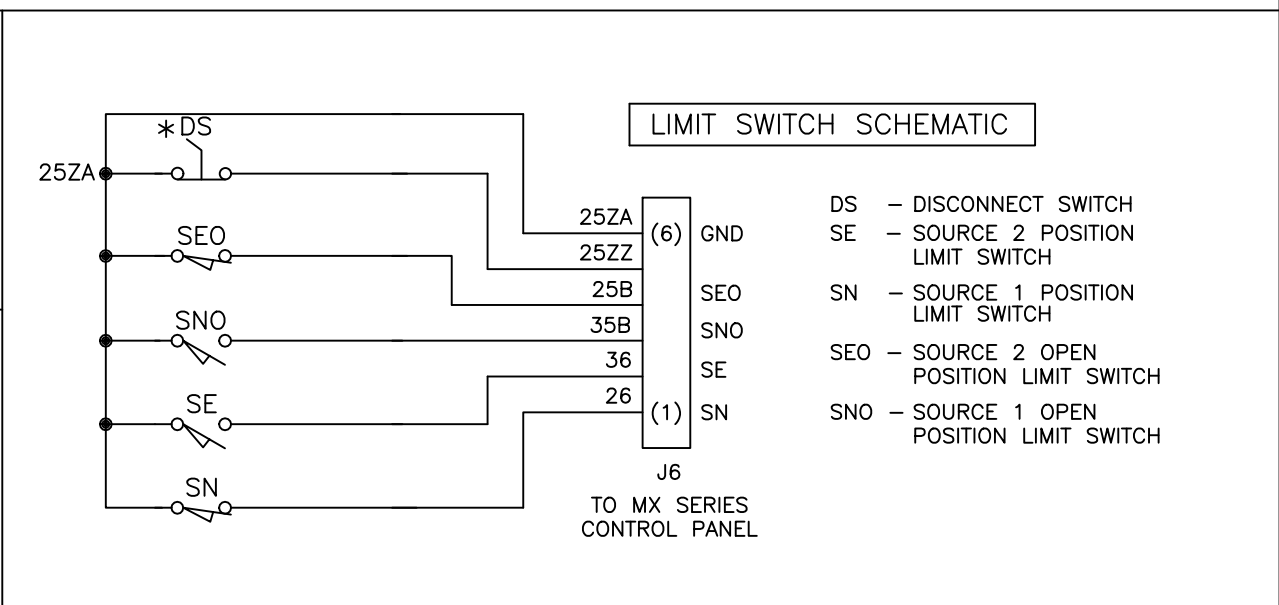 LIMIT SWITCH SCHEMATIC
*DS
25ZA
SEO
SNO
SE
SN
25ZA
25ZZ
25B
35B
36
26
(6)
(1)
GND
SEO
SNO
SE
SN
J6
TO MX SERIES
CONTROL PANEL
DS – DISCONNECT SWITCH
SE – SOURCE 2 POSITION
LIMIT SWITCH
SN – SOURCE 1 POSITION
LIMIT SWITCH
SEO – SOURCE 2 OPEN
POSITION LIMIT SWITCH
SNO – SOURCE 1 OPEN
POSITION LIMIT SWITCH